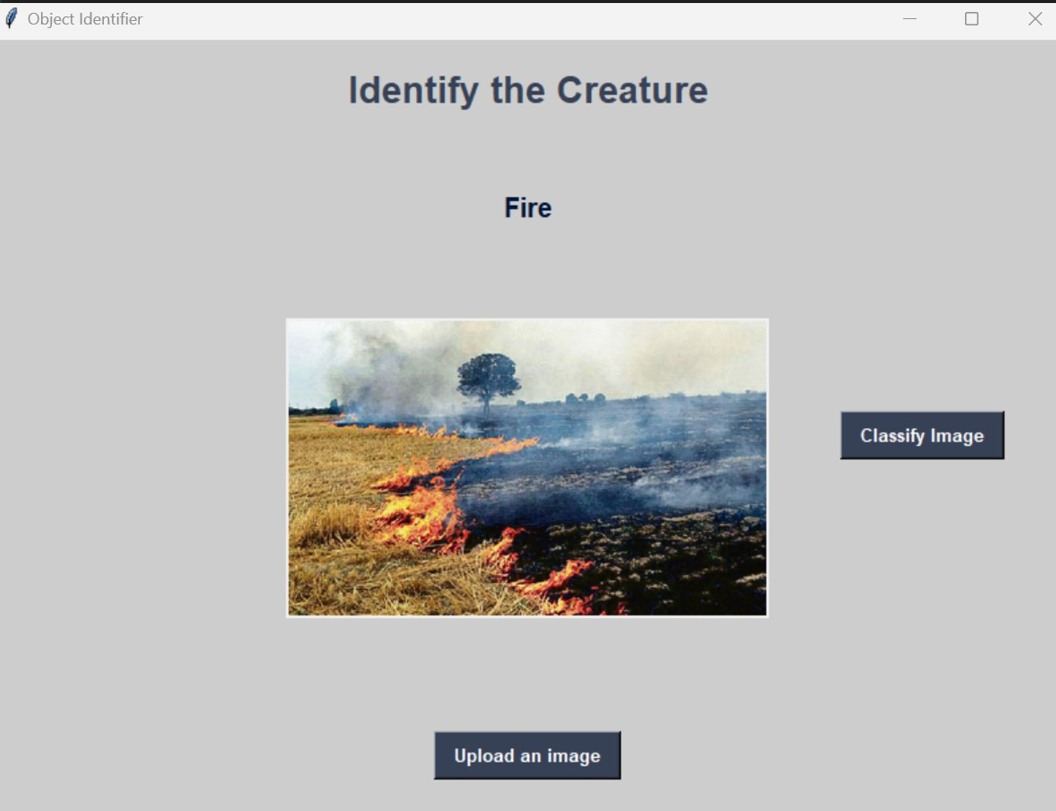 Object Identifier
Identify the Creature
Fire
Classify Image
Upload an image